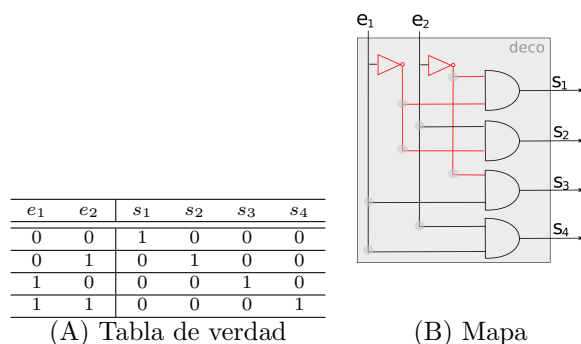 e₁ e₂
deco
s₁
s₂
s₃
s₄
e₁ e₂ s₁ s₂ s₃ s₄
0 0 1 0 0 0
0 1 0 1 0 0
1 0 0 0 1 0
1 1 0 0 0 1
(A) Tabla de verdad
(B) Mapa